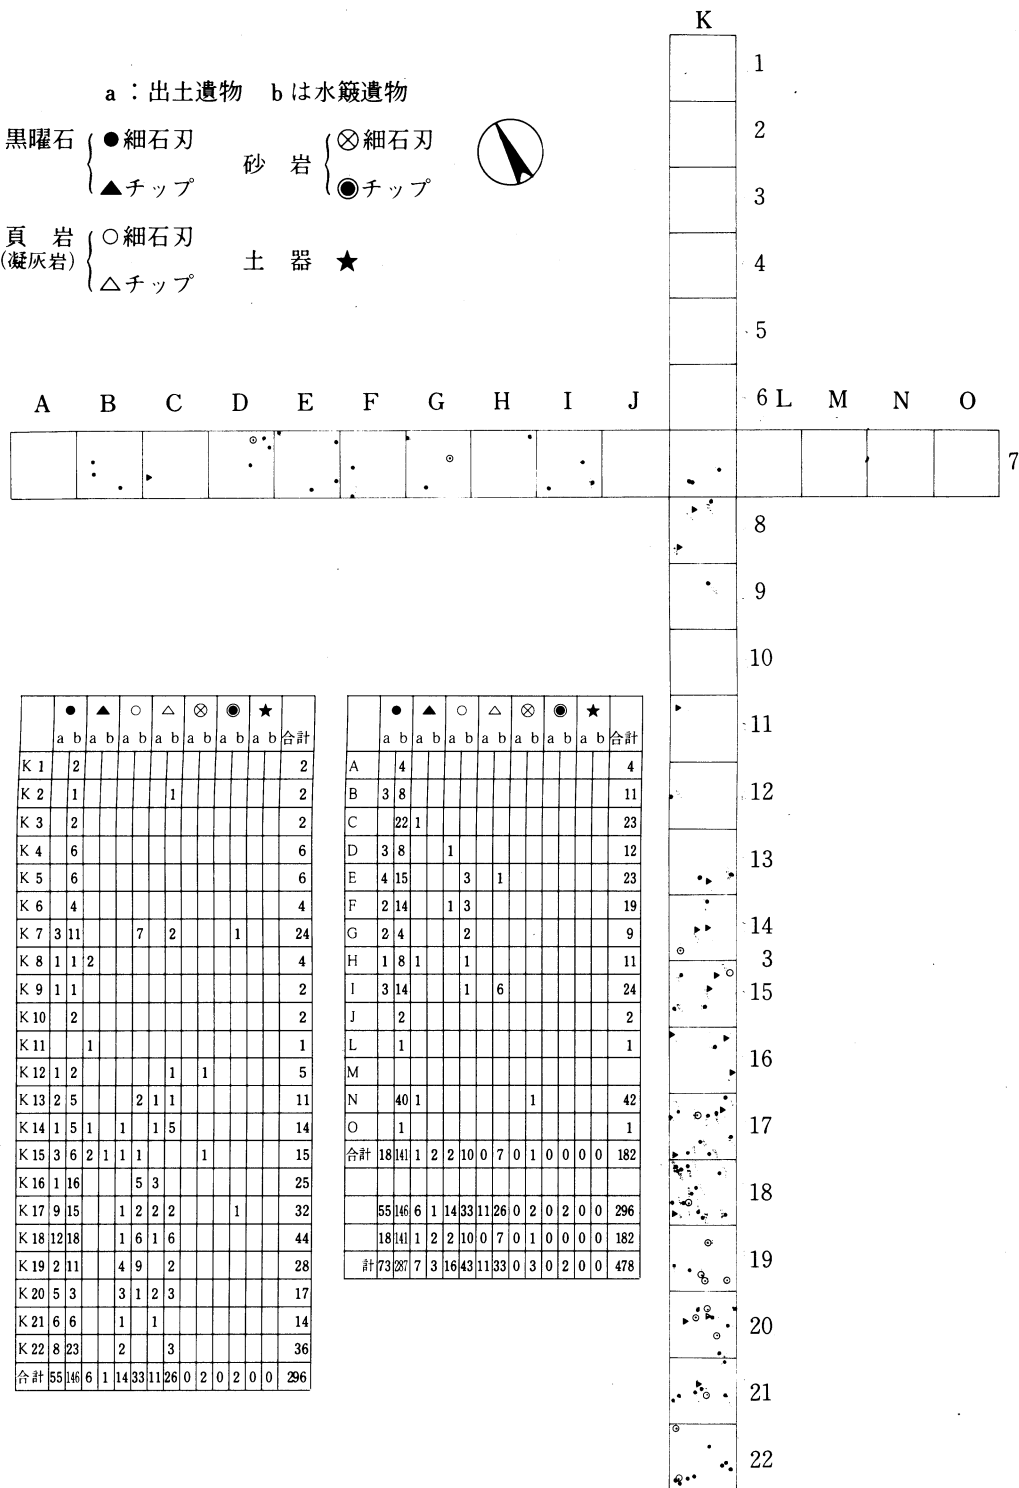 K
1
a：出土遺物　bは水簸遺物
2
黒曜石 ●細石刃
▲チップ
砂岩 ⊗細石刃
◉チップ
3
頁岩
(凝灰岩)
○細石刃
△チップ
土器 ★
4
5
A B C D E F G H I J 6 L M N O
7
8
9
10
11
12
13
14
3
15
16
17
18
19
20
21
22
● ▲ ○ △ ⊗ ◉ ★
a b a b a b a b a b a b a b 合計
K 1 2 2
K 2 1 1 2
K 3 2 2
K 4 6 6
K 5 6 6
K 6 4 4
K 7 3 11 7 2 1 24
K 8 1 1 2 4
K 9 1 1 2
K 10 2 2
K 11 1 1
K 12 1 2 1 1 5
K 13 2 5 2 1 1 11
K 14 1 5 1 1 1 5 14
K 15 3 6 2 1 1 1 1 15
K 16 1 16 5 3 25
K 17 9 15 1 2 2 2 1 32
K 18 12 18 1 6 1 6 44
K 19 2 11 4 9 2 28
K 20 5 3 3 1 2 3 17
K 21 6 6 1 1 14
K 22 8 23 2 3 36
合計 55 146 6 1 14 33 11 26 0 2 0 2 0 0 296
● ▲ ○ △ ⊗ ◉ ★
a b a b a b a b a b a b a b 合計
A 4 4
B 3 8 11
C 22 1 23
D 3 8 1 12
E 4 15 3 1 23
F 2 14 1 3 19
G 2 4 2 9
H 1 8 1 1 11
I 3 14 1 6 24
J 2 2
L 1 1
M
N 40 1 1 42
O 1 1
合計 18 141 1 2 2 10 0 7 0 1 0 0 0 0 182
55 146 6 1 14 33 11 26 0 2 0 2 0 0 296
18 141 1 2 2 10 0 7 0 1 0 0 0 0 182
計 73 287 7 3 16 43 11 33 0 3 0 2 0 0 478